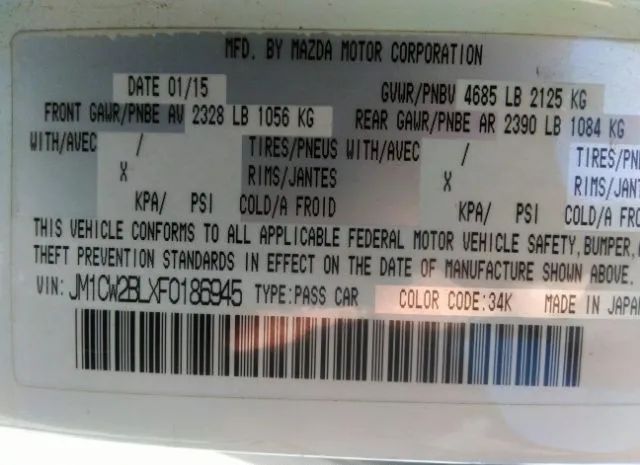 MFD. BY MAZDA MOTOR CORPORATION
DATE 01/15 GVWR/PNBV 4685 LB 2125 KG
FRONT GAWR/PNBE AV 2328 LB 1056 KG REAR GAWR/PNBE AR 2390 LB 1084 KG
WITH/AVEC / TIRES/PNEUS WITH/AVEC / TIRES/PNE
X RIMS/JANTES X RIMS/JANTES
KPA/ PSI COLD/A FROID KPA/ PSI COLD/A FRO
THIS VEHICLE CONFORMS TO ALL APPLICABLE FEDERAL MOTOR VEHICLE SAFETY, BUMPER,
THEFT PREVENTION STANDARDS IN EFFECT ON THE DATE OF MANUFACTURE SHOWN ABOVE.
VIN: JM1CW2BLXF0186945 TYPE:PASS CAR COLOR CODE:34K MADE IN JAPAN